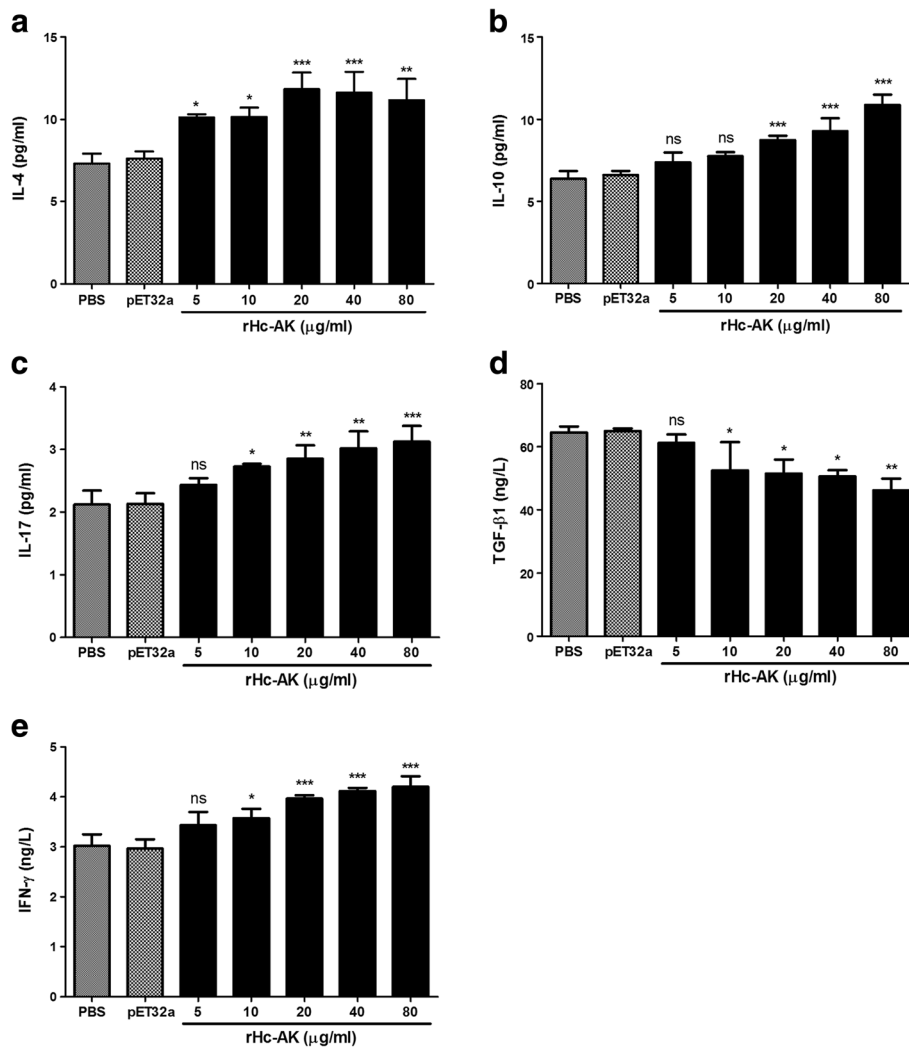 a
15
10
5
0
IL-4 (pg/ml)
* * *** *** **
PBS pET32a 5 10 20 40 80
rHc-AK (μg/ml)
b
15
10
5
0
IL-10 (pg/ml)
ns ns *** *** ***
PBS pET32a 5 10 20 40 80
rHc-AK (μg/ml)
c
4
3
2
1
0
IL-17 (pg/ml)
ns * ** ** ***
PBS pET32a 5 10 20 40 80
rHc-AK (μg/ml)
d
80
60
40
20
0
TGF-β1 (ng/L)
ns * * * **
PBS pET32a 5 10 20 40 80
rHc-AK (μg/ml)
e
5
4
3
2
1
0
IFN-γ (ng/L)
ns * *** *** ***
PBS pET32a 5 10 20 40 80
rHc-AK (μg/ml)